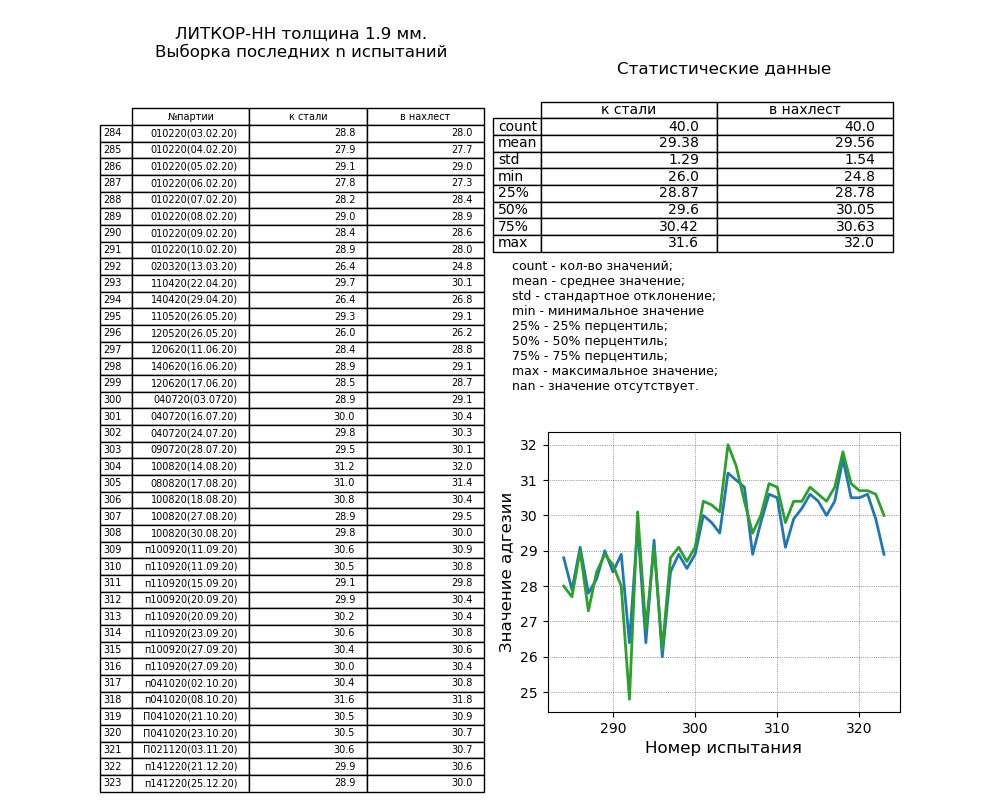 ЛИТКОР-НН толщина 1.9 мм.
Выборка последних n испытаний
№партии к стали в нахлест
284 010220(03.02.20) 28.8 28.0
285 010220(04.02.20) 27.9 27.7
286 010220(05.02.20) 29.1 29.0
287 010220(06.02.20) 27.8 27.3
288 010220(07.02.20) 28.2 28.4
289 010220(08.02.20) 29.0 28.9
290 010220(09.02.20) 28.4 28.6
291 010220(10.02.20) 28.9 28.0
292 020320(13.03.20) 26.4 24.8
293 110420(22.04.20) 29.7 30.1
294 140420(29.04.20) 26.4 26.8
295 110520(26.05.20) 29.3 29.1
296 120520(26.05.20) 26.0 26.2
297 120620(11.06.20) 28.4 28.8
298 140620(16.06.20) 28.9 29.1
299 120620(17.06.20) 28.5 28.7
300 040720(03.0720) 28.9 29.1
301 040720(16.07.20) 30.0 30.4
302 040720(24.07.20) 29.8 30.3
303 090720(28.07.20) 29.5 30.1
304 100820(14.08.20) 31.2 32.0
305 080820(17.08.20) 31.0 31.4
306 100820(18.08.20) 30.8 30.4
307 100820(27.08.20) 28.9 29.5
308 100820(30.08.20) 29.8 30.0
309 п100920(11.09.20) 30.6 30.9
310 п110920(11.09.20) 30.5 30.8
311 п110920(15.09.20) 29.1 29.8
312 п100920(20.09.20) 29.9 30.4
313 п110920(20.09.20) 30.2 30.4
314 п110920(23.09.20) 30.6 30.8
315 п100920(27.09.20) 30.4 30.6
316 п110920(27.09.20) 30.0 30.4
317 п041020(02.10.20) 30.4 30.8
318 п041020(08.10.20) 31.6 31.8
319 П041020(21.10.20) 30.5 30.9
320 П041020(23.10.20) 30.5 30.7
321 П021120(03.11.20) 30.6 30.7
322 п141220(21.12.20) 29.9 30.6
323 п141220(25.12.20) 28.9 30.0
Статистические данные
к стали в нахлест
count 40.0 40.0
mean 29.38 29.56
std 1.29 1.54
min 26.0 24.8
25% 28.87 28.78
50% 29.6 30.05
75% 30.42 30.63
max 31.6 32.0
count - кол-во значений;
mean - среднее значение;
std - стандартное отклонение;
min - минимальное значение
25% - 25% перцентиль;
50% - 50% перцентиль;
75% - 75% перцентиль;
max - максимальное значение;
nan - значение отсутствует.
Значение адгезии
32
31
30
29
28
27
26
25
290 300 310 320
Номер испытания